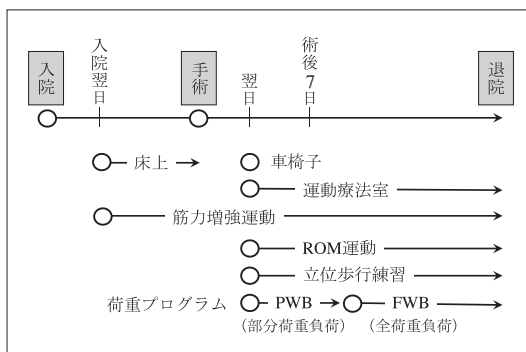 入院
入院翌日
手術
翌日
術後7日
退院
床上
車椅子
運動療法室
筋力増強運動
ROM運動
立位歩行練習
荷重プログラム PWB FWB
(部分荷重負荷) (全荷重負荷)